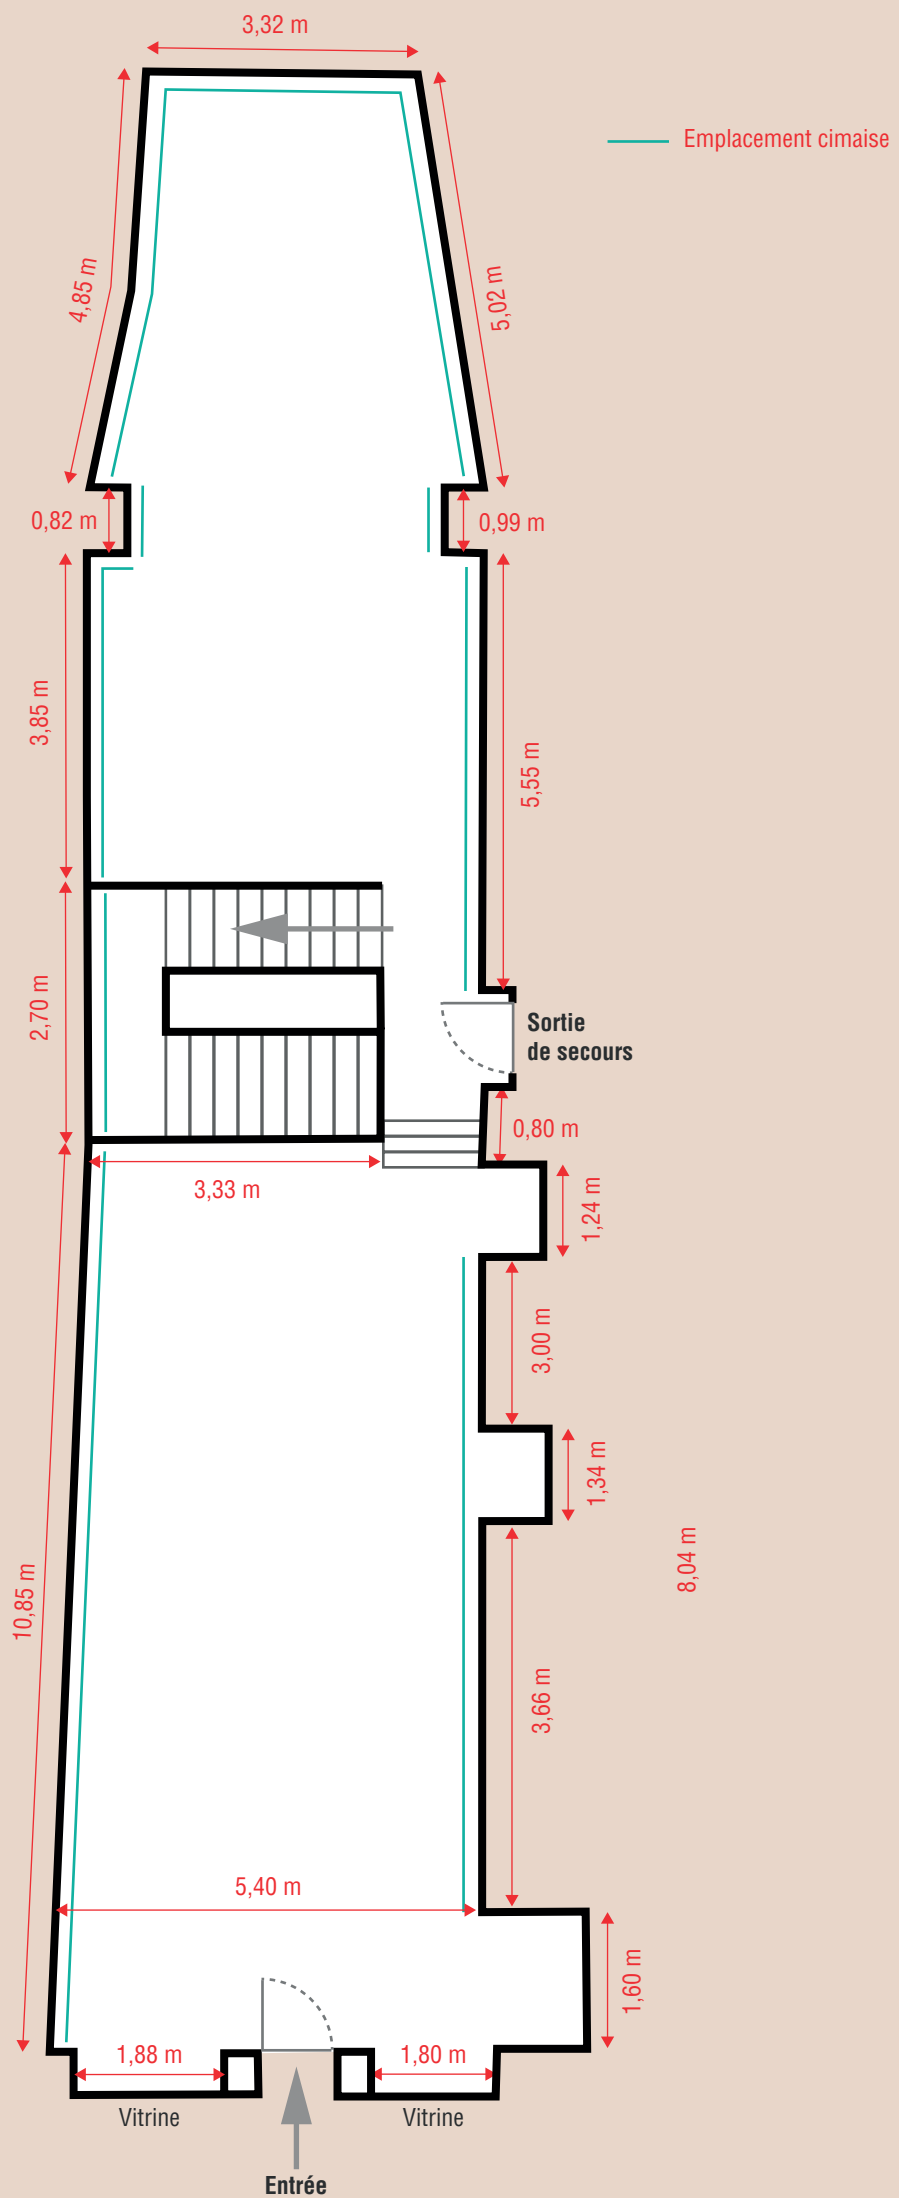 3,32 m
Emplacement cimaise
4,85 m
5,02 m
0,82 m
0,99 m
3,85 m
5,55 m
2,70 m
Sortie
de secours
0,80 m
3,33 m
1,24 m
3,00 m
1,34 m
8,04 m
10,85 m
3,66 m
5,40 m
1,60 m
1,88 m
1,80 m
Vitrine
Vitrine
Entrée